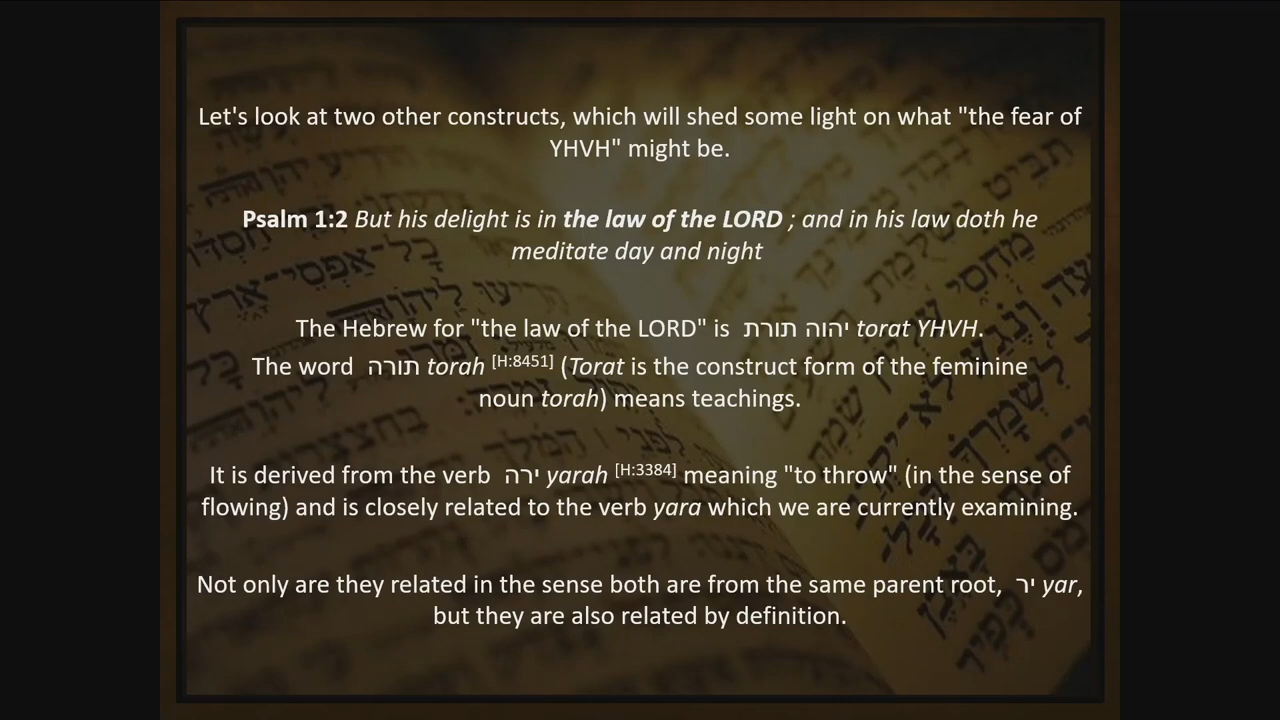 Let's look at two other constructs, which will shed some light on what "the fear of
YHVH" might be.
Psalm 1:2 But his delight is in the law of the LORD ; and in his law doth he
meditate day and night
The Hebrew for "the law of the LORD" is יהוה תורת torat YHVH.
The word תורה torah [H:8451] (Torat is the construct form of the feminine
noun torah) means teachings.
It is derived from the verb ירה yarah [H:3384] meaning "to throw" (in the sense of
flowing) and is closely related to the verb yara which we are currently examining.
Not only are they related in the sense both are from the same parent root, יר yar,
but they are also related by definition.